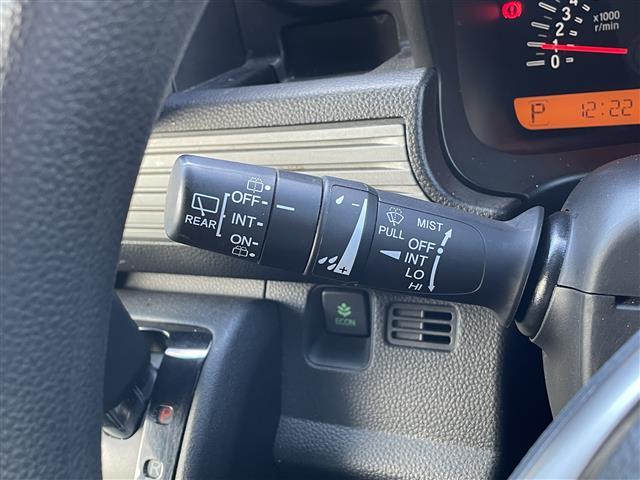 4
3
2
1
0
x1000
r/min
P 12:22
OFF
INT
ON
REAR
-
+
PULL
MIST
OFF
INT
LO
HI
ECON
P
R